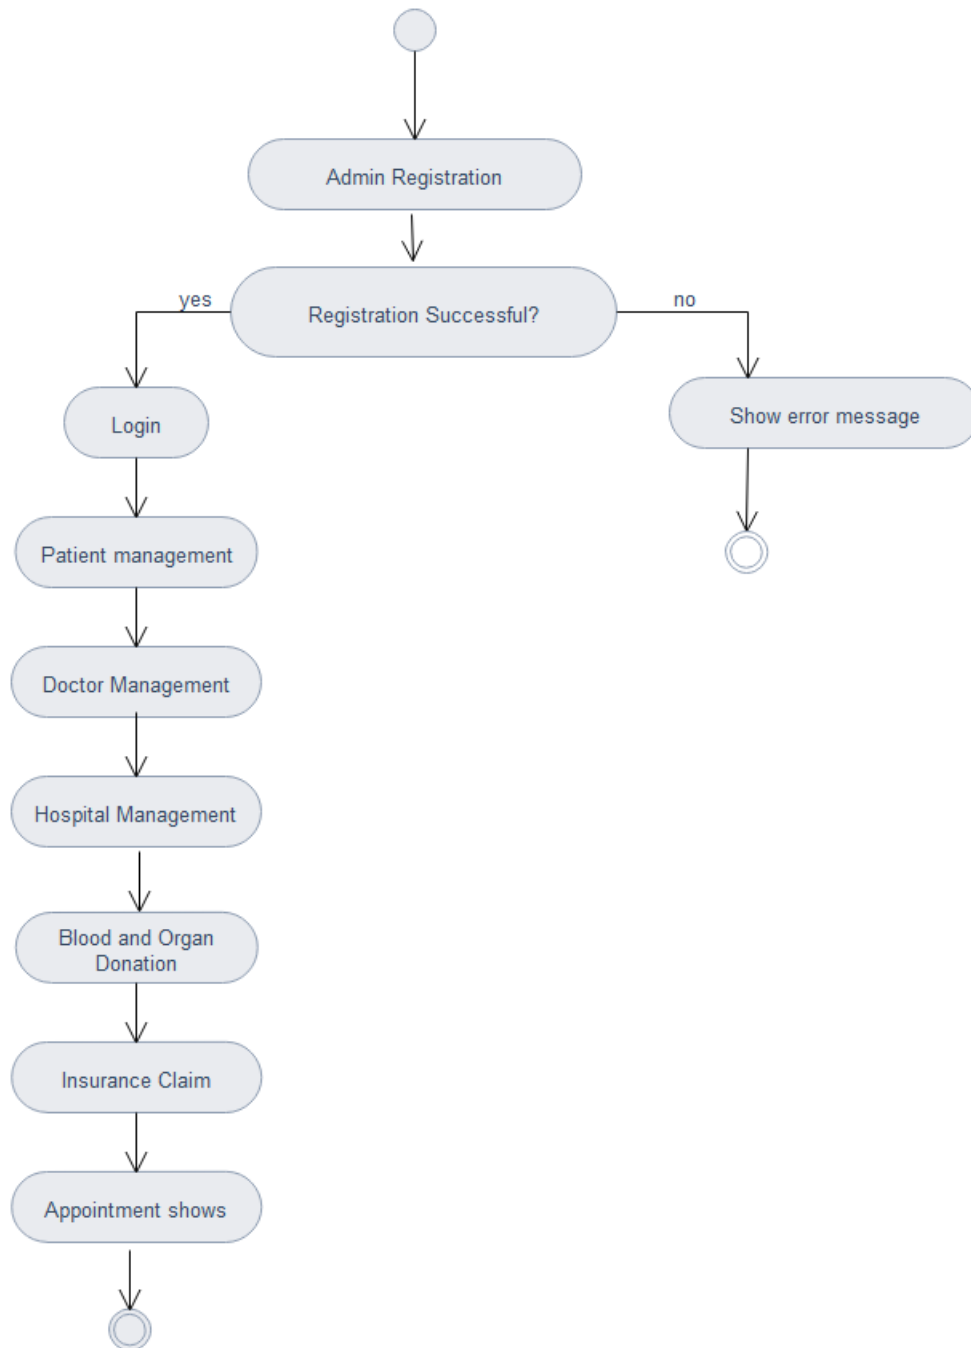 Admin Registration
yes
no
Registration Successful?
Login
Show error message
Patient management
Doctor Management
Hospital Management
Blood and Organ
Donation
Insurance Claim
Appointment shows